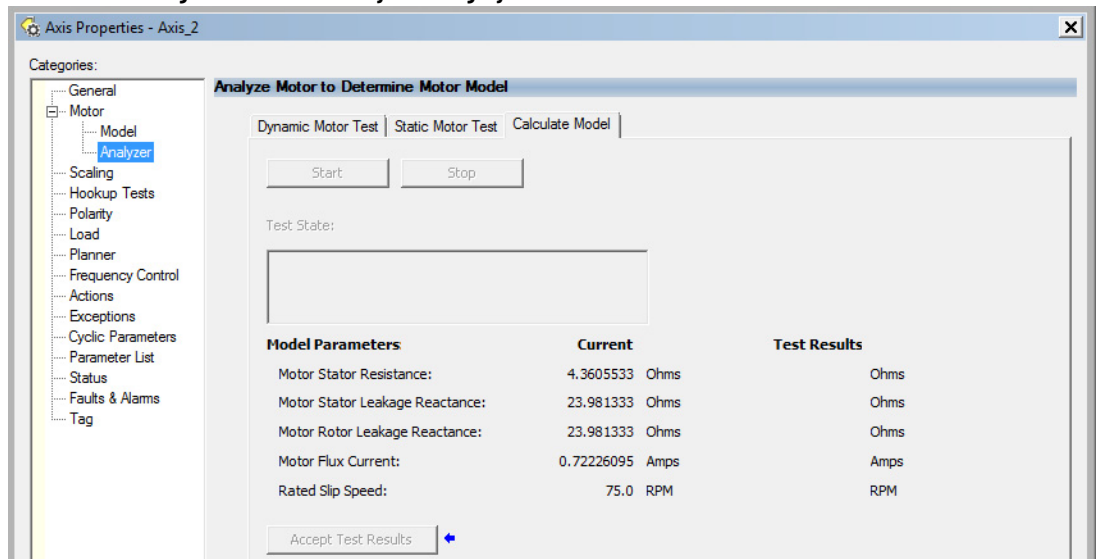 Axis Properties - Axis_2
Categories:
General
Motor
Model
Analyzer
Scaling
Hookup Tests
Polarity
Load
Planner
Frequency Control
Actions
Exceptions
Cyclic Parameters
Parameter List
Status
Faults & Alarms
Tag
Analyze Motor to Determine Motor Model
Dynamic Motor Test Static Motor Test Calculate Model
Start Stop
Test State:
Model Parameters: Current Test Results
Motor Stator Resistance: 4.3605533 Ohms Ohms
Motor Stator Leakage Reactance: 23.981333 Ohms Ohms
Motor Rotor Leakage Reactance: 23.981333 Ohms Ohms
Motor Flux Current: 0.72226095 Amps Amps
Rated Slip Speed: 75.0 RPM RPM
Accept Test Results